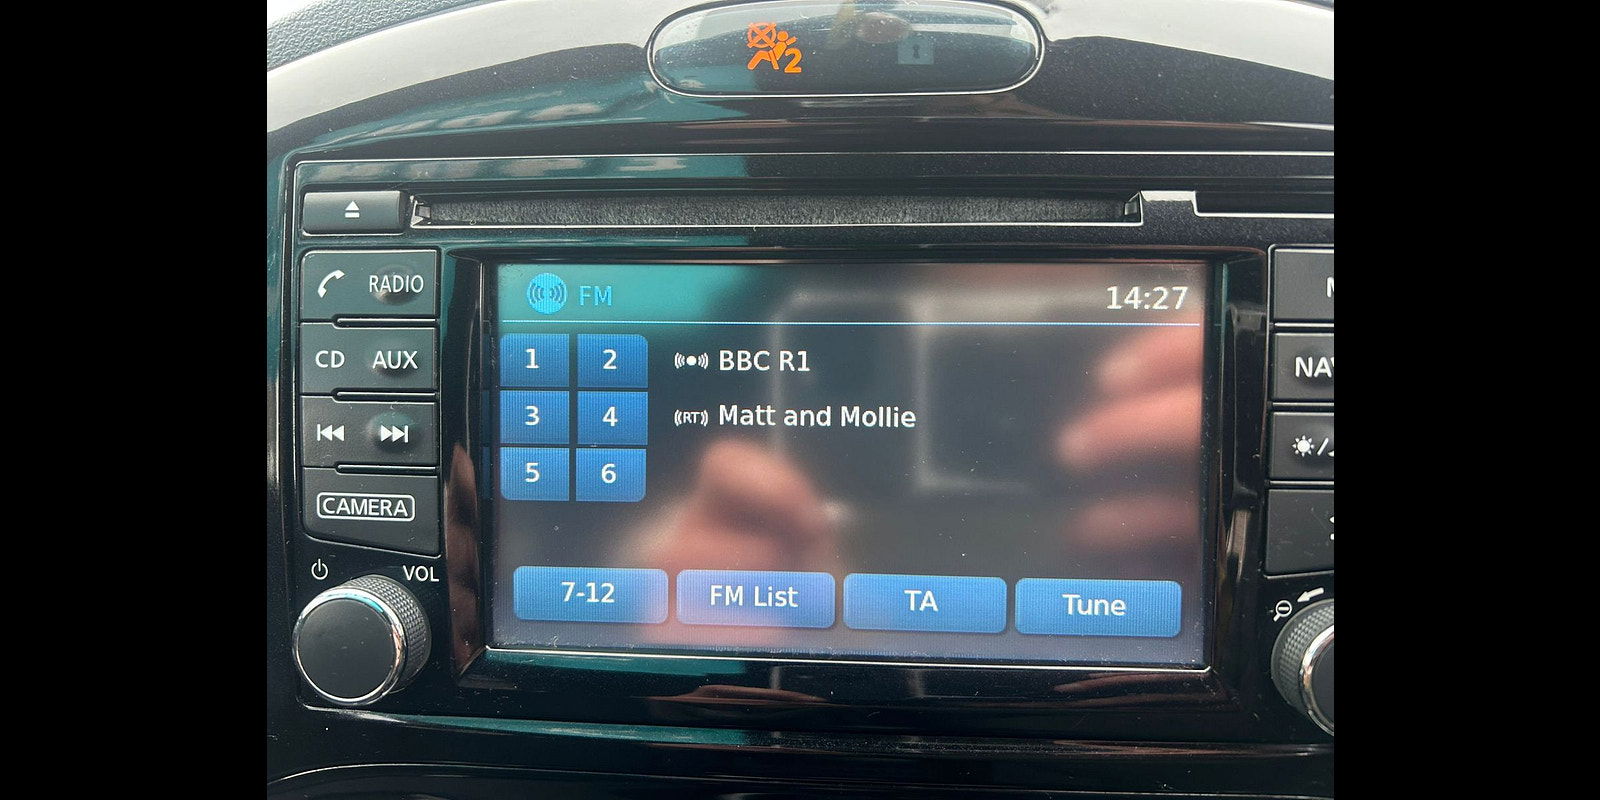 2
RADIO
CD AUX
CAMERA
VOL
FM 14:27
1 2 BBC R1
3 4 RT Matt and Mollie
5 6
7-12 FM List TA Tune